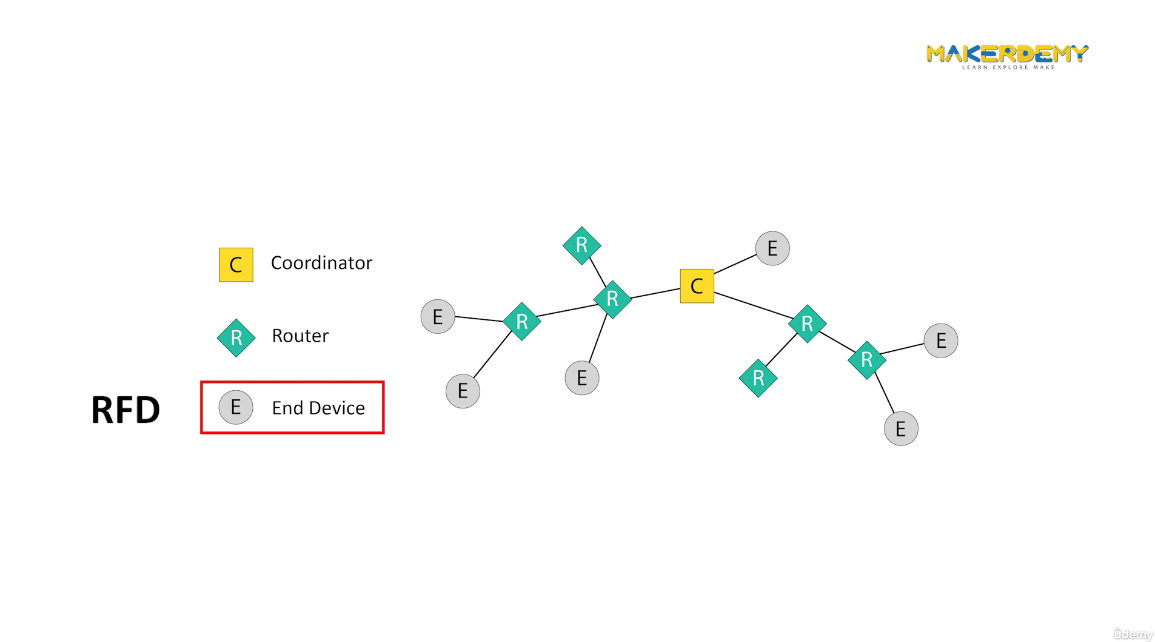 MAKERDEMY
LEARN EXPLORE MAKE
C Coordinator
R Router
RFD E End Device
R
E
R
C
E
R
R
E
E
E
R
R
E
E
udemy